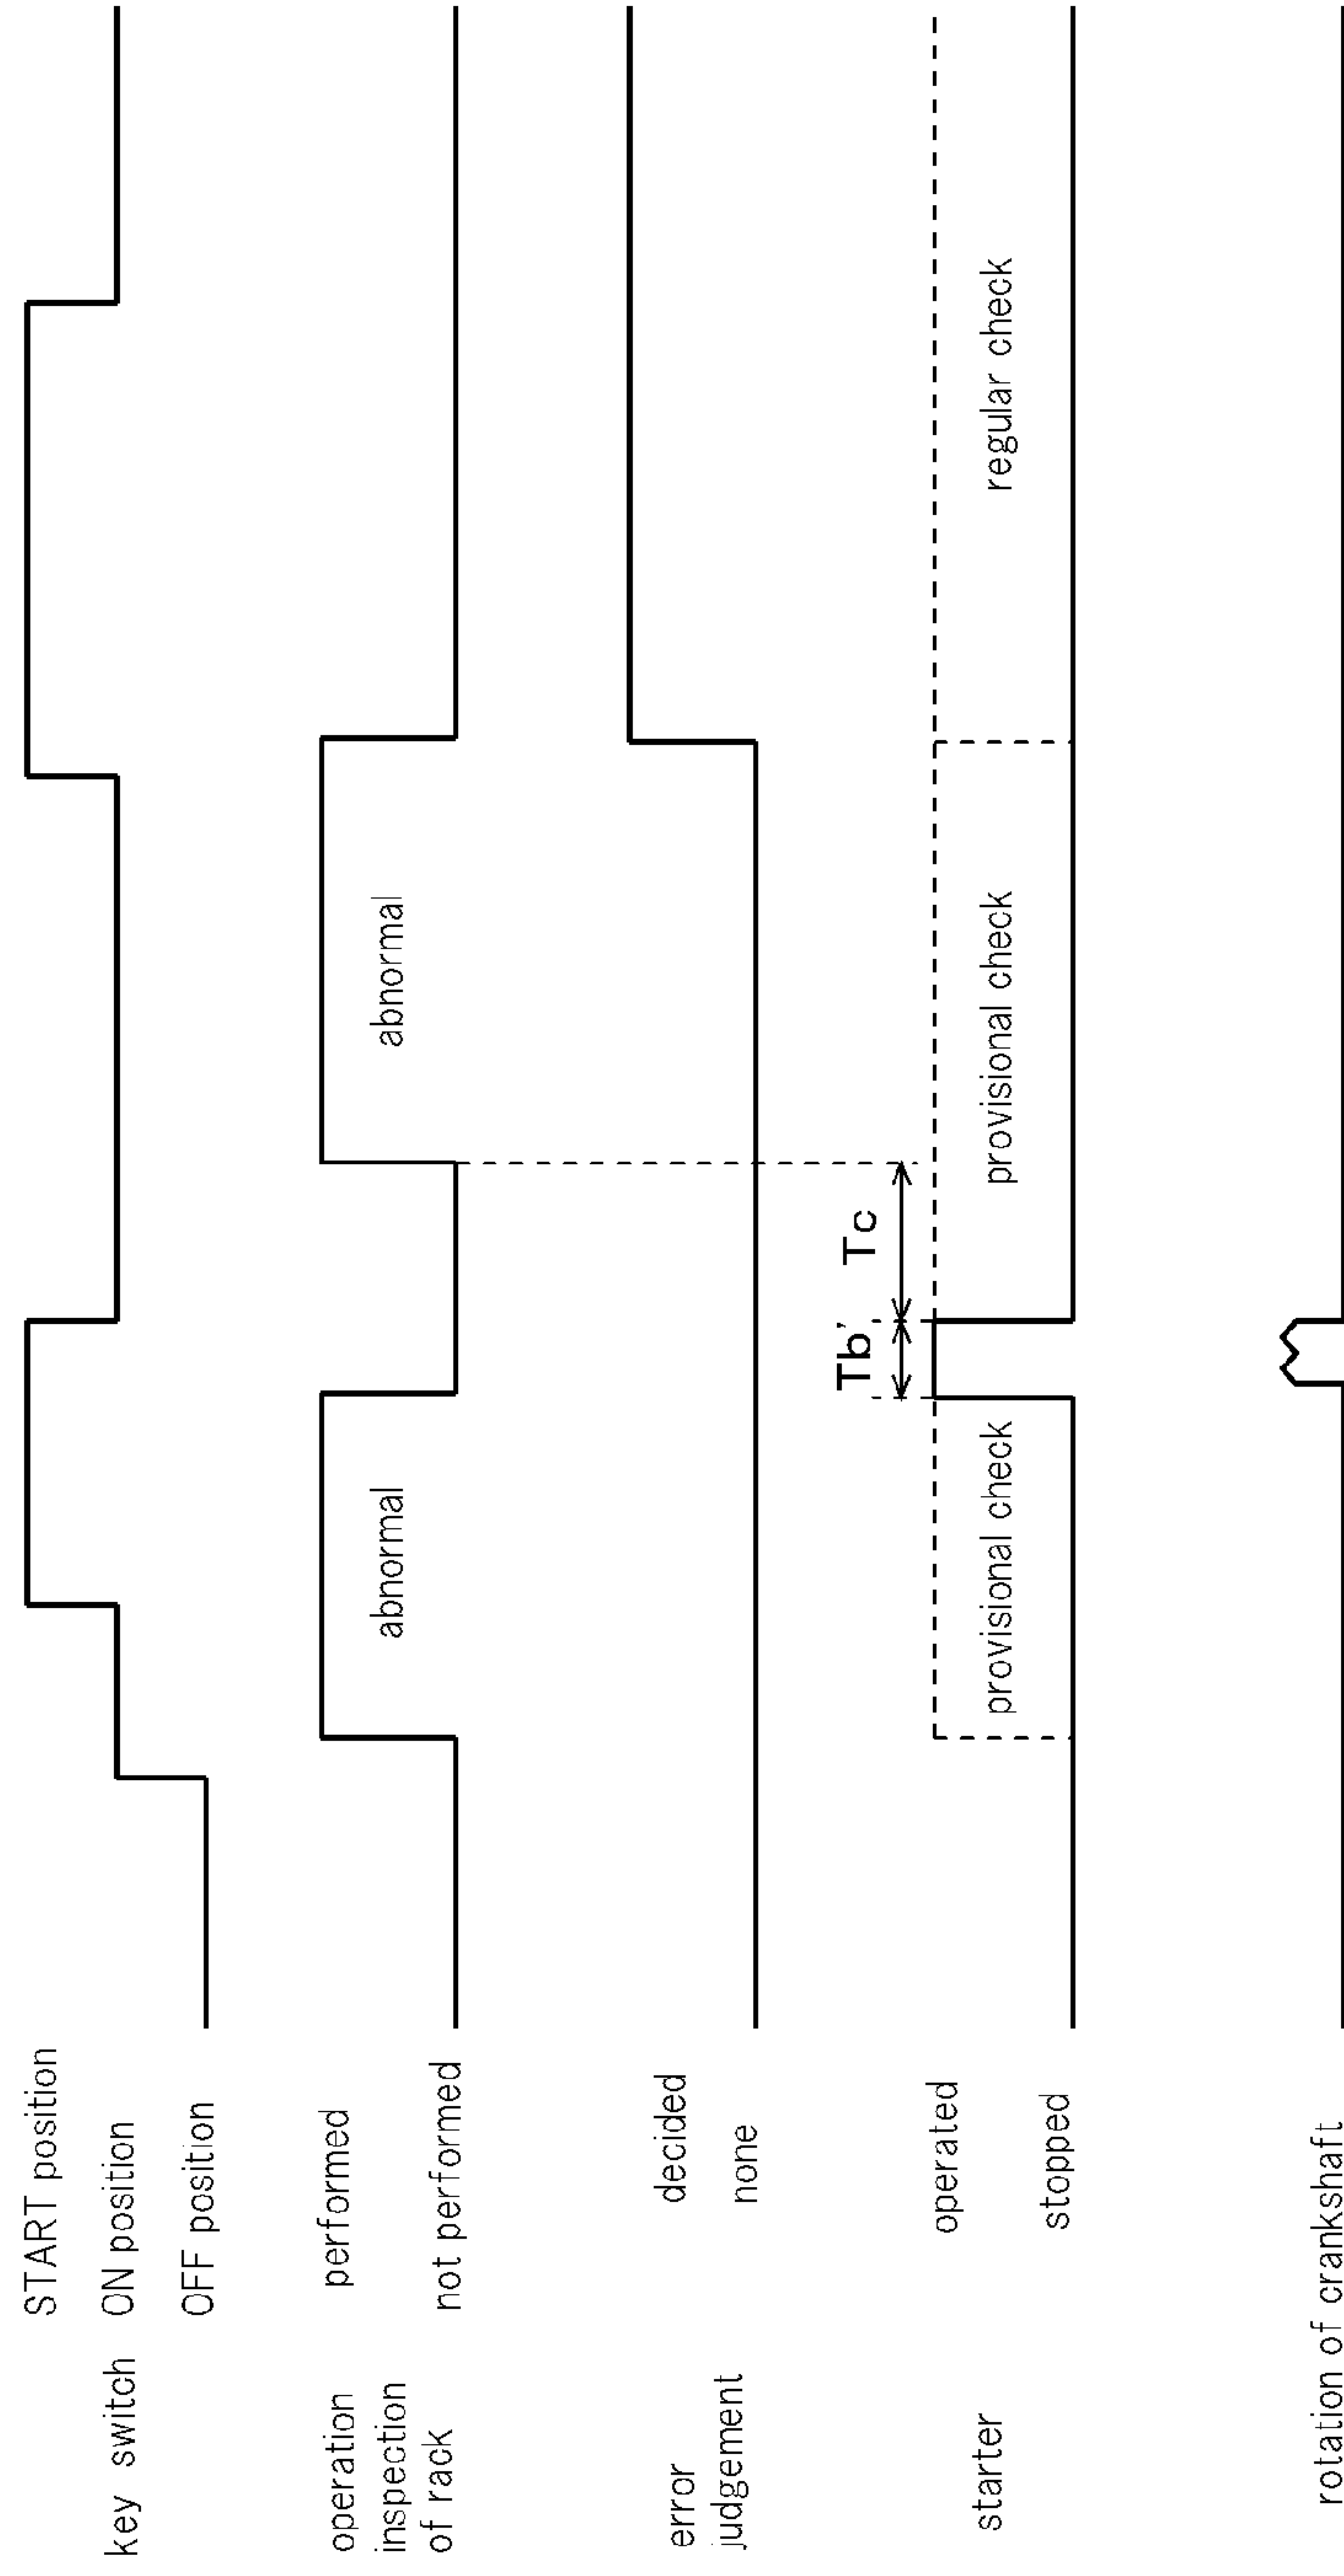 key switch
START position
ON position
OFF position
operation
inspection
of rack
performed
not performed
abnormal
abnormal
error
judgement
decided
none
Tb'
Tc
starter
operated
stopped
provisional check
provisional check
regular check
rotation of crankshaft